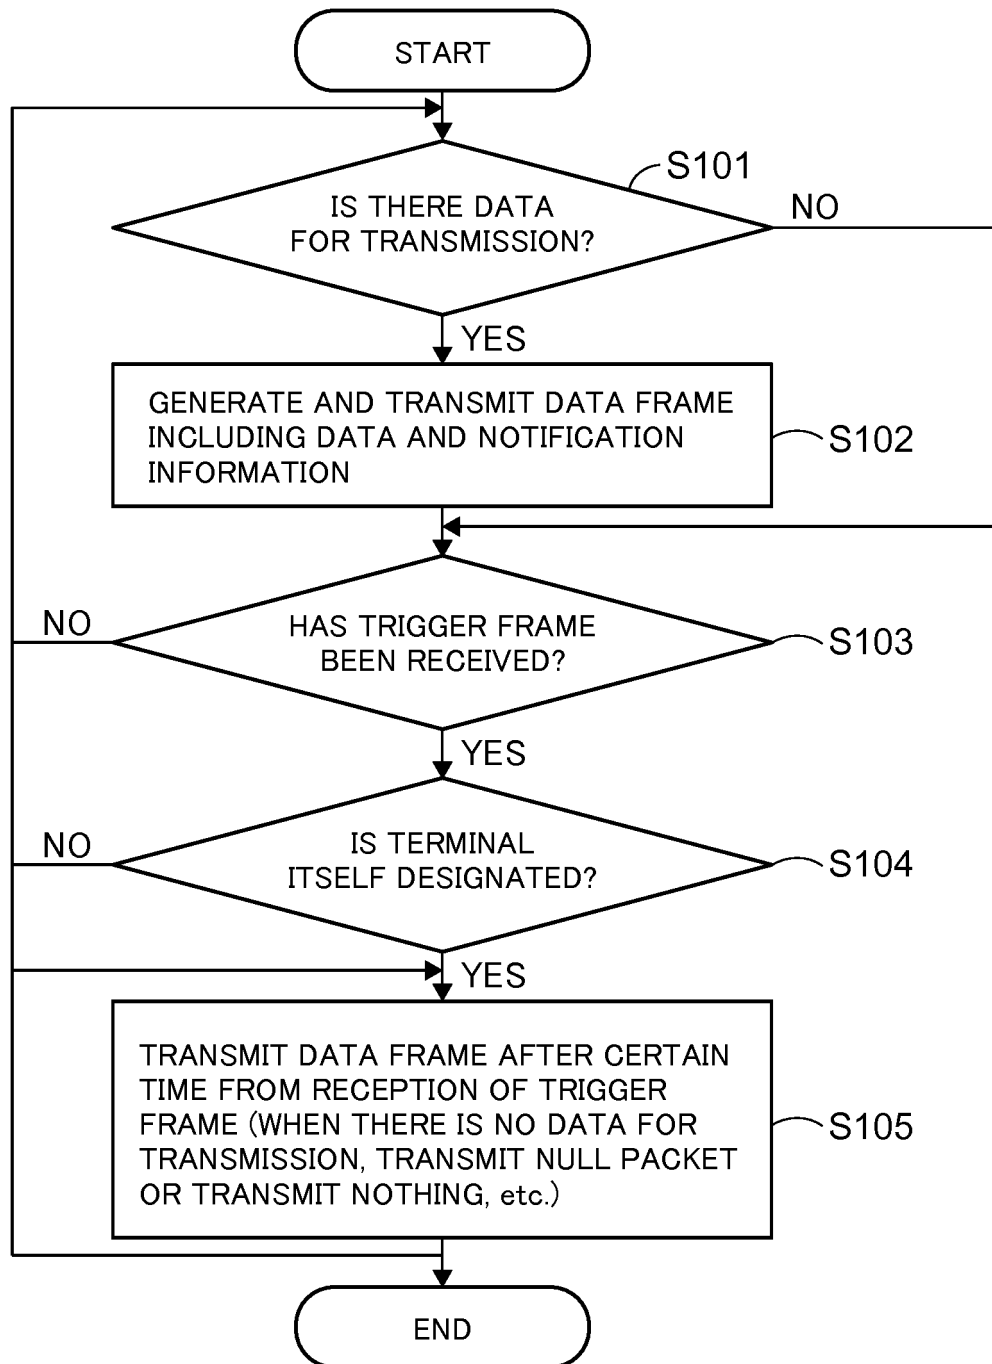 START
S101
IS THERE DATA
FOR TRANSMISSION?
NO
YES
GENERATE AND TRANSMIT DATA FRAME
INCLUDING DATA AND NOTIFICATION
INFORMATION
S102
NO
HAS TRIGGER FRAME
BEEN RECEIVED?
S103
YES
NO
IS TERMINAL
ITSELF DESIGNATED?
S104
YES
TRANSMIT DATA FRAME AFTER CERTAIN
TIME FROM RECEPTION OF TRIGGER
FRAME (WHEN THERE IS NO DATA FOR
TRANSMISSION, TRANSMIT NULL PACKET
OR TRANSMIT NOTHING, etc.)
S105
END